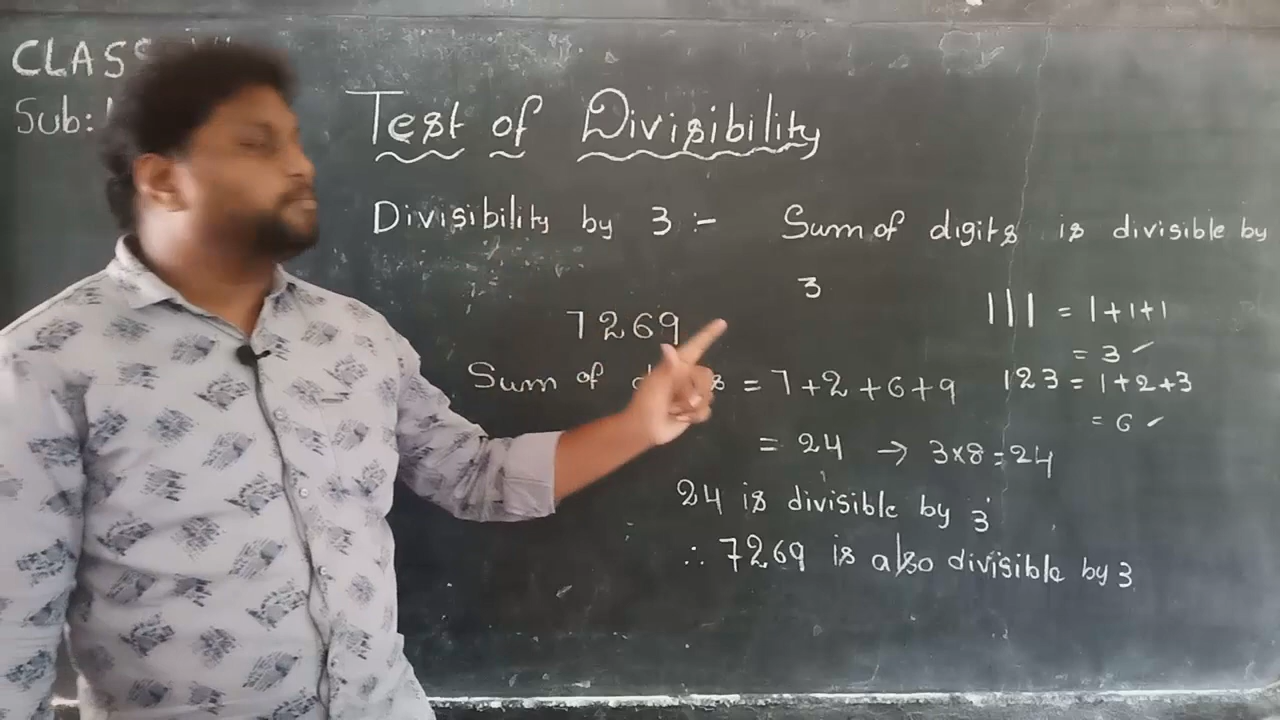 CLASS
Sub:
Test of Divisibility
Divisibility by 3 :- Sum of digits is divisible by
3
7269
Sum of = 7+2+6+9
= 24 → 3×8=24
24 is divisible by 3
∴ 7269 is also divisible by 3
111 = 1+1+1
= 3 ✓
123 = 1+2+3
= 6 ✓